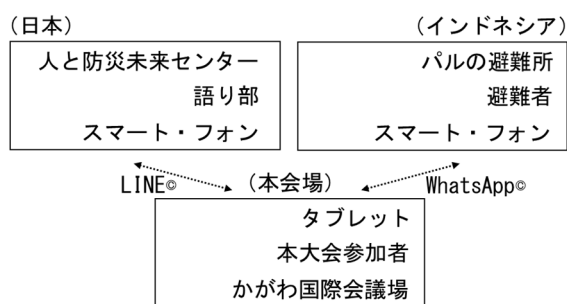 (日本)
人と防災未来センター
語り部
スマート・フォン
(インドネシア)
パルの避難所
避難者
スマート・フォン
LINE©
(本会場)
WhatsApp©
タブレット
本大会参加者
かがわ国際会議場